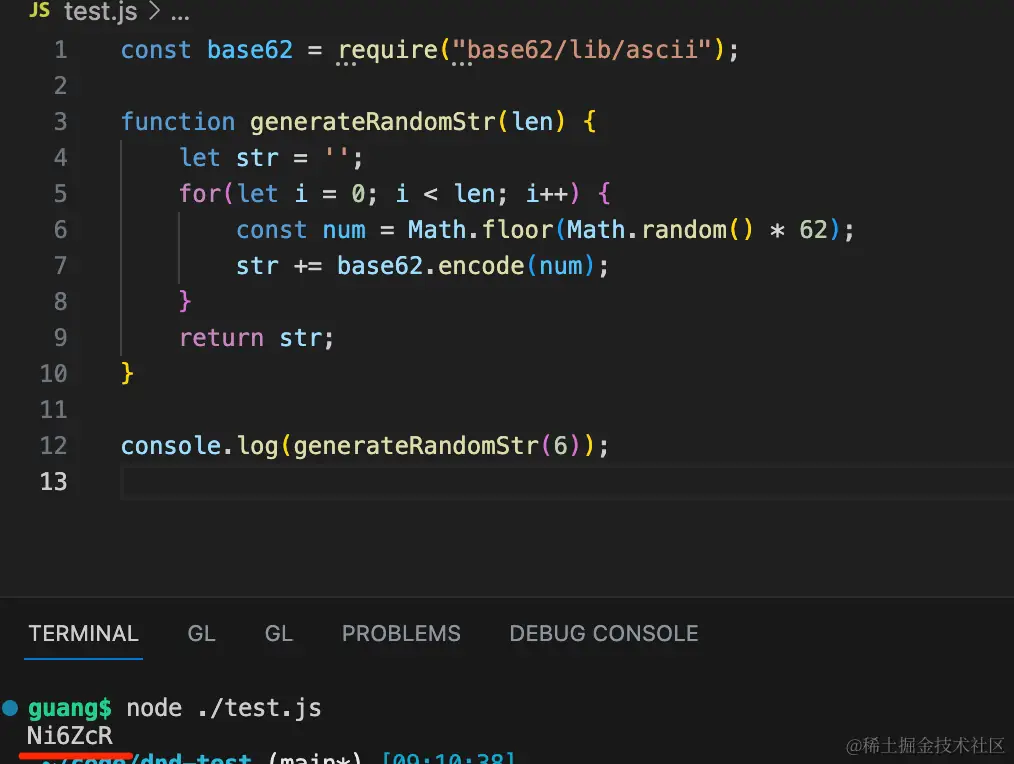 JS test.js > ...
1 const base62 = require("base62/lib/ascii");
2
3 function generateRandomStr(len) {
4     let str = '';
5     for(let i = 0; i < len; i++) {
6         const num = Math.floor(Math.random() * 62);
7         str += base62.encode(num);
8     }
9     return str;
10 }
11
12 console.log(generateRandomStr(6));
13
TERMINAL GL GL PROBLEMS DEBUG CONSOLE
guang$ node ./test.js
Ni6ZcR
~/code/dnd-test (main*) [09:10:38]
@稀土掘金技术社区